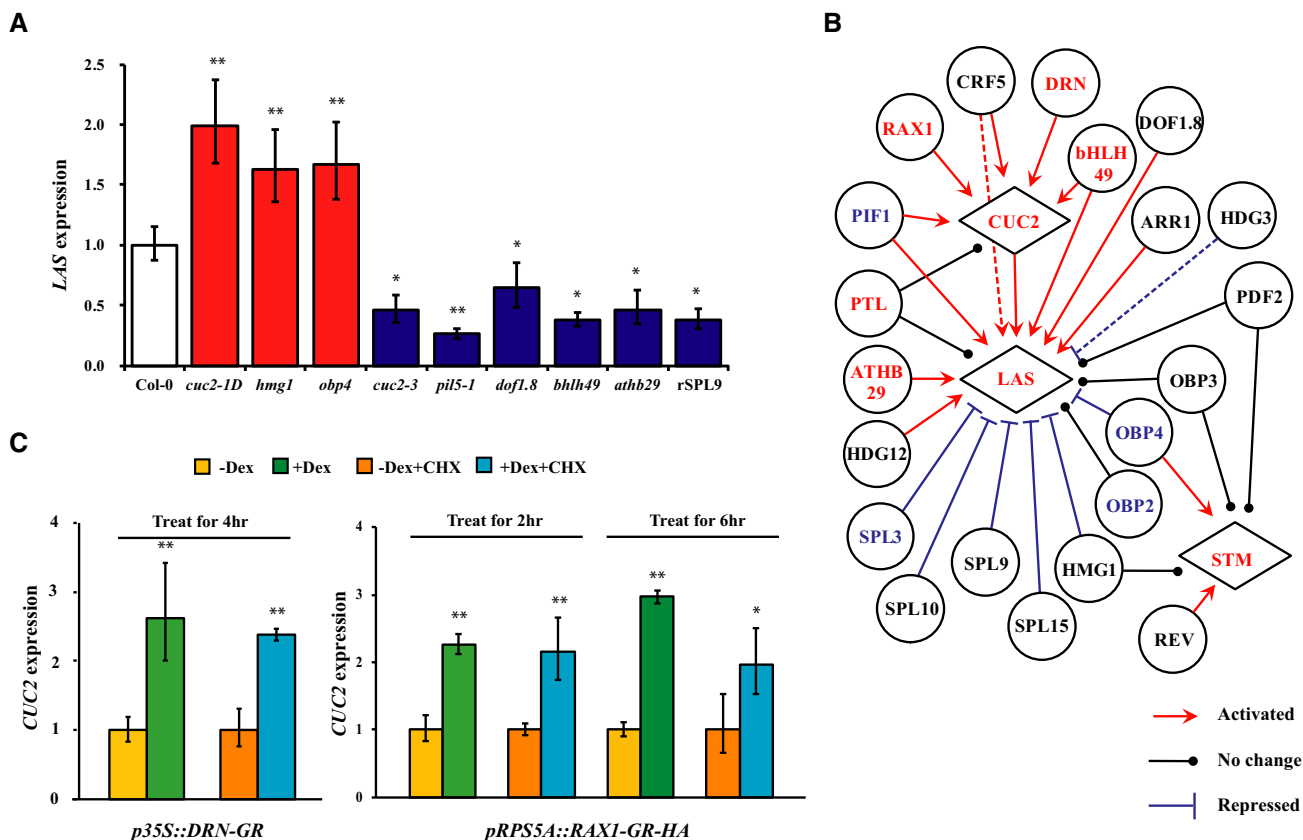 A
LAS expression
2.5
2.0
1.5
1.0
0.5
0.0
**
**
**
*
**
*
*
*
*
Col-0
cuc2-1D
hmg1
obp4
cuc2-3
pil5-1
dof1.8
bhlh49
athb29
rSPL9
B
CRF5
DRN
RAX1
DOF1.8
bHLH
49
PIF1
CUC2
ARR1
HDG3
PTL
PDF2
ATHB
29
LAS
OBP3
HDG12
OBP4
OBP2
SPL3
SPL9
HMG1
STM
SPL10
SPL15
REV
Activated
No change
Repressed
C
-Dex
+Dex
-Dex+CHX
+Dex+CHX
CUC2 expression
4
3
2
1
0
Treat for 4hr
**
**
p35S::DRN-GR
CUC2 expression
4
3
2
1
0
Treat for 2hr
Treat for 6hr
**
**
**
*
pRPS5A::RAX1-GR-HA